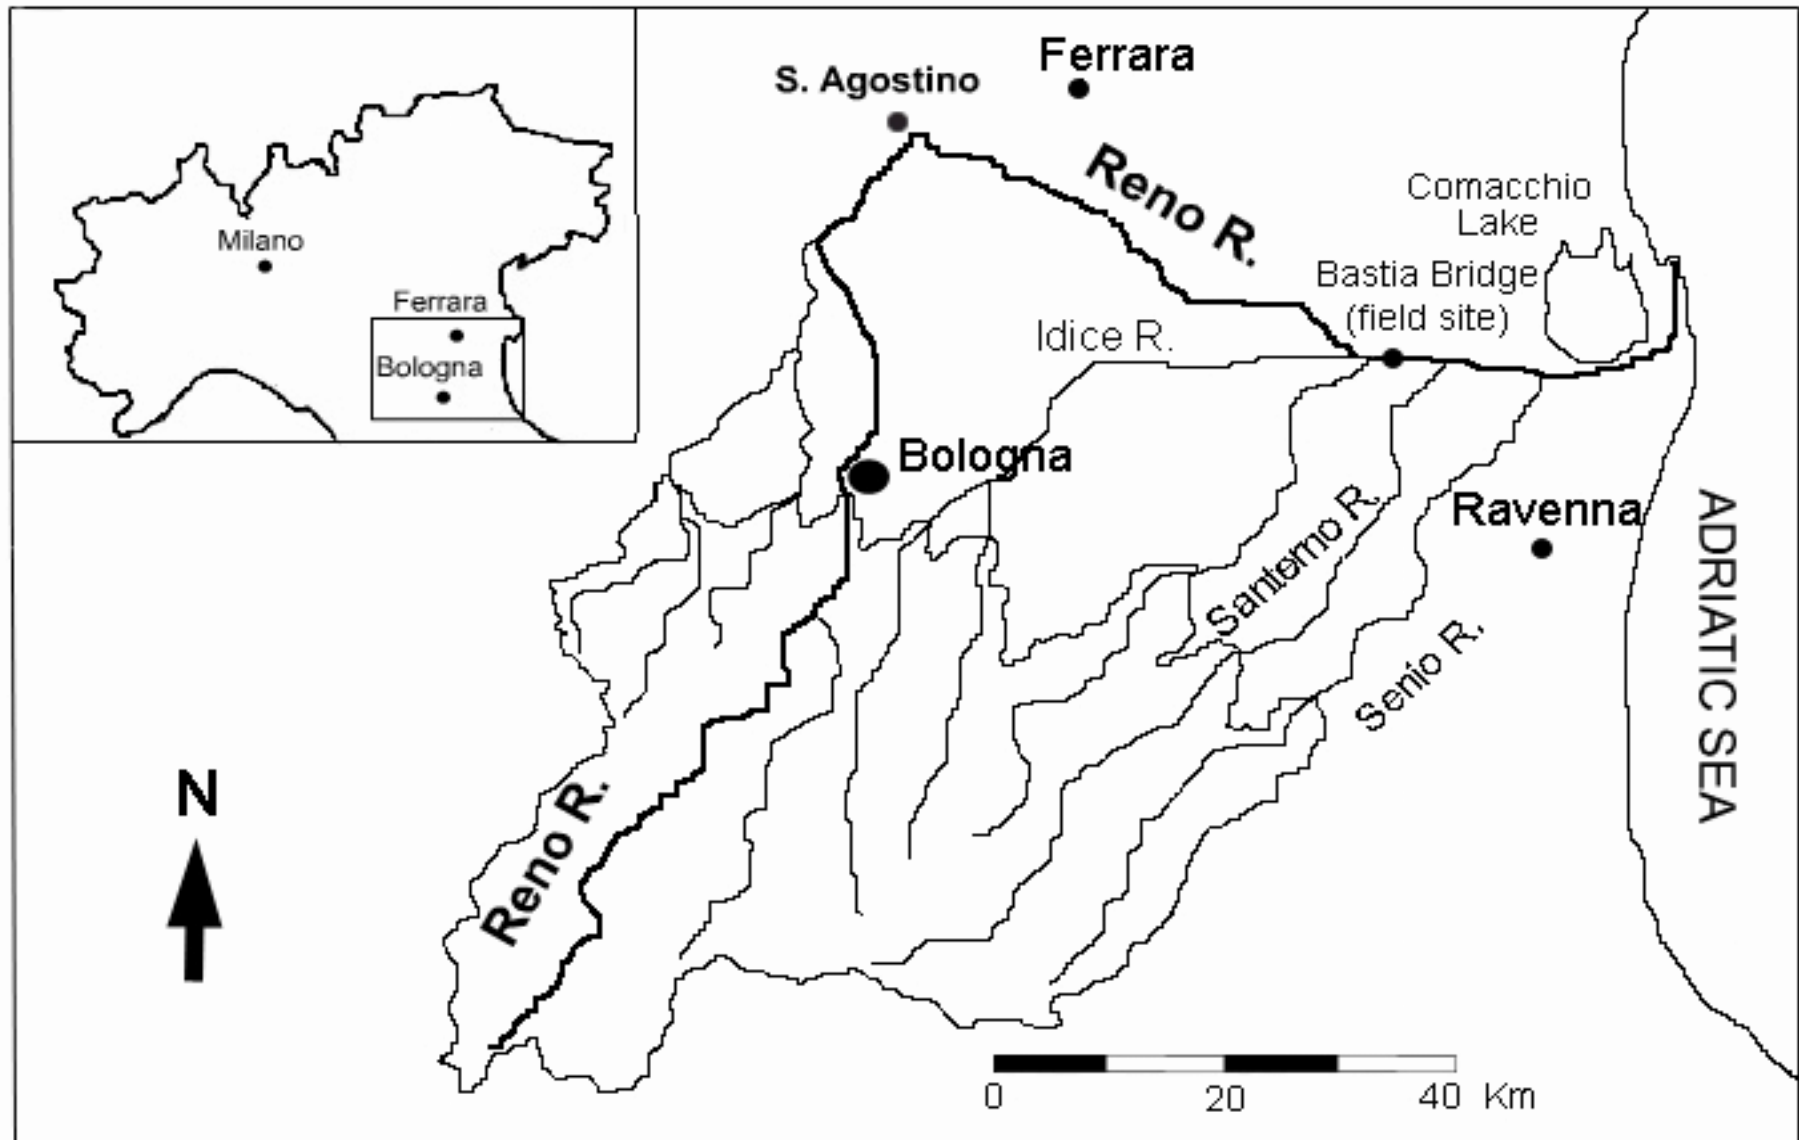 Ferrara
S. Agostino
Reno R.
Comacchio
Lake
Milano
Bastia Bridge
(field site)
Ferrara
Idice R.
Bologna
Bologna
Ravenna
Santerno R.
ADRIATIC SEA
Senio R.
N
Reno R.
0 20 40 Km